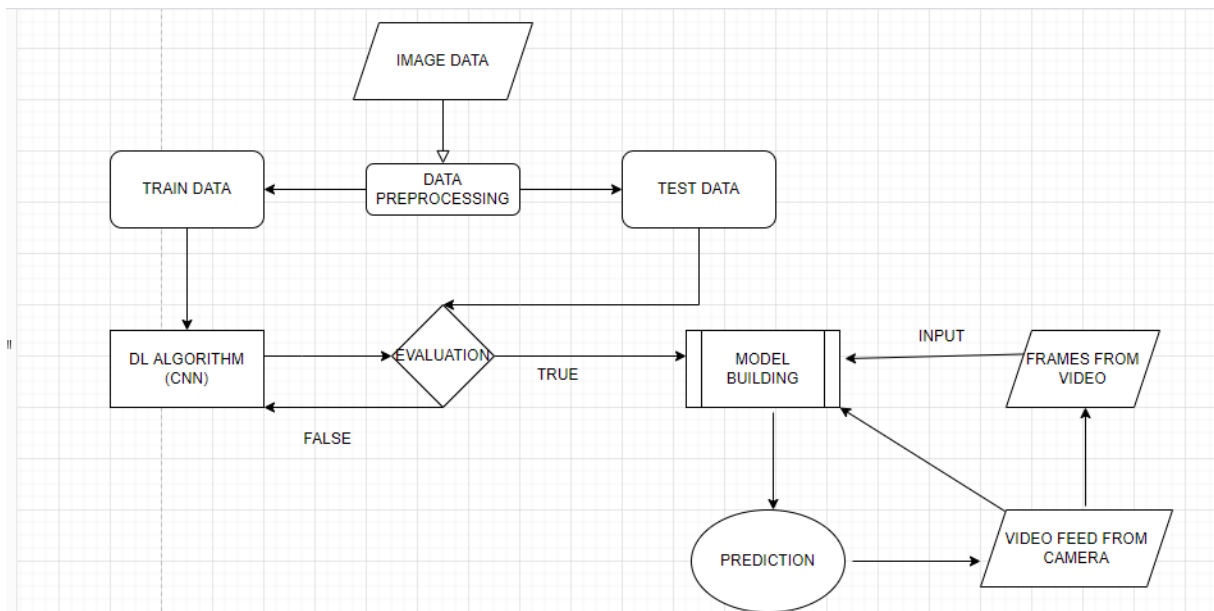 IMAGE DATA
TRAIN DATA
DATA
PREPROCESSING
TEST DATA
DL ALGORITHM
(CNN)
EVALUATION
TRUE
FALSE
MODEL
BUILDING
INPUT
FRAMES FROM
VIDEO
PREDICTION
VIDEO FEED FROM
CAMERA